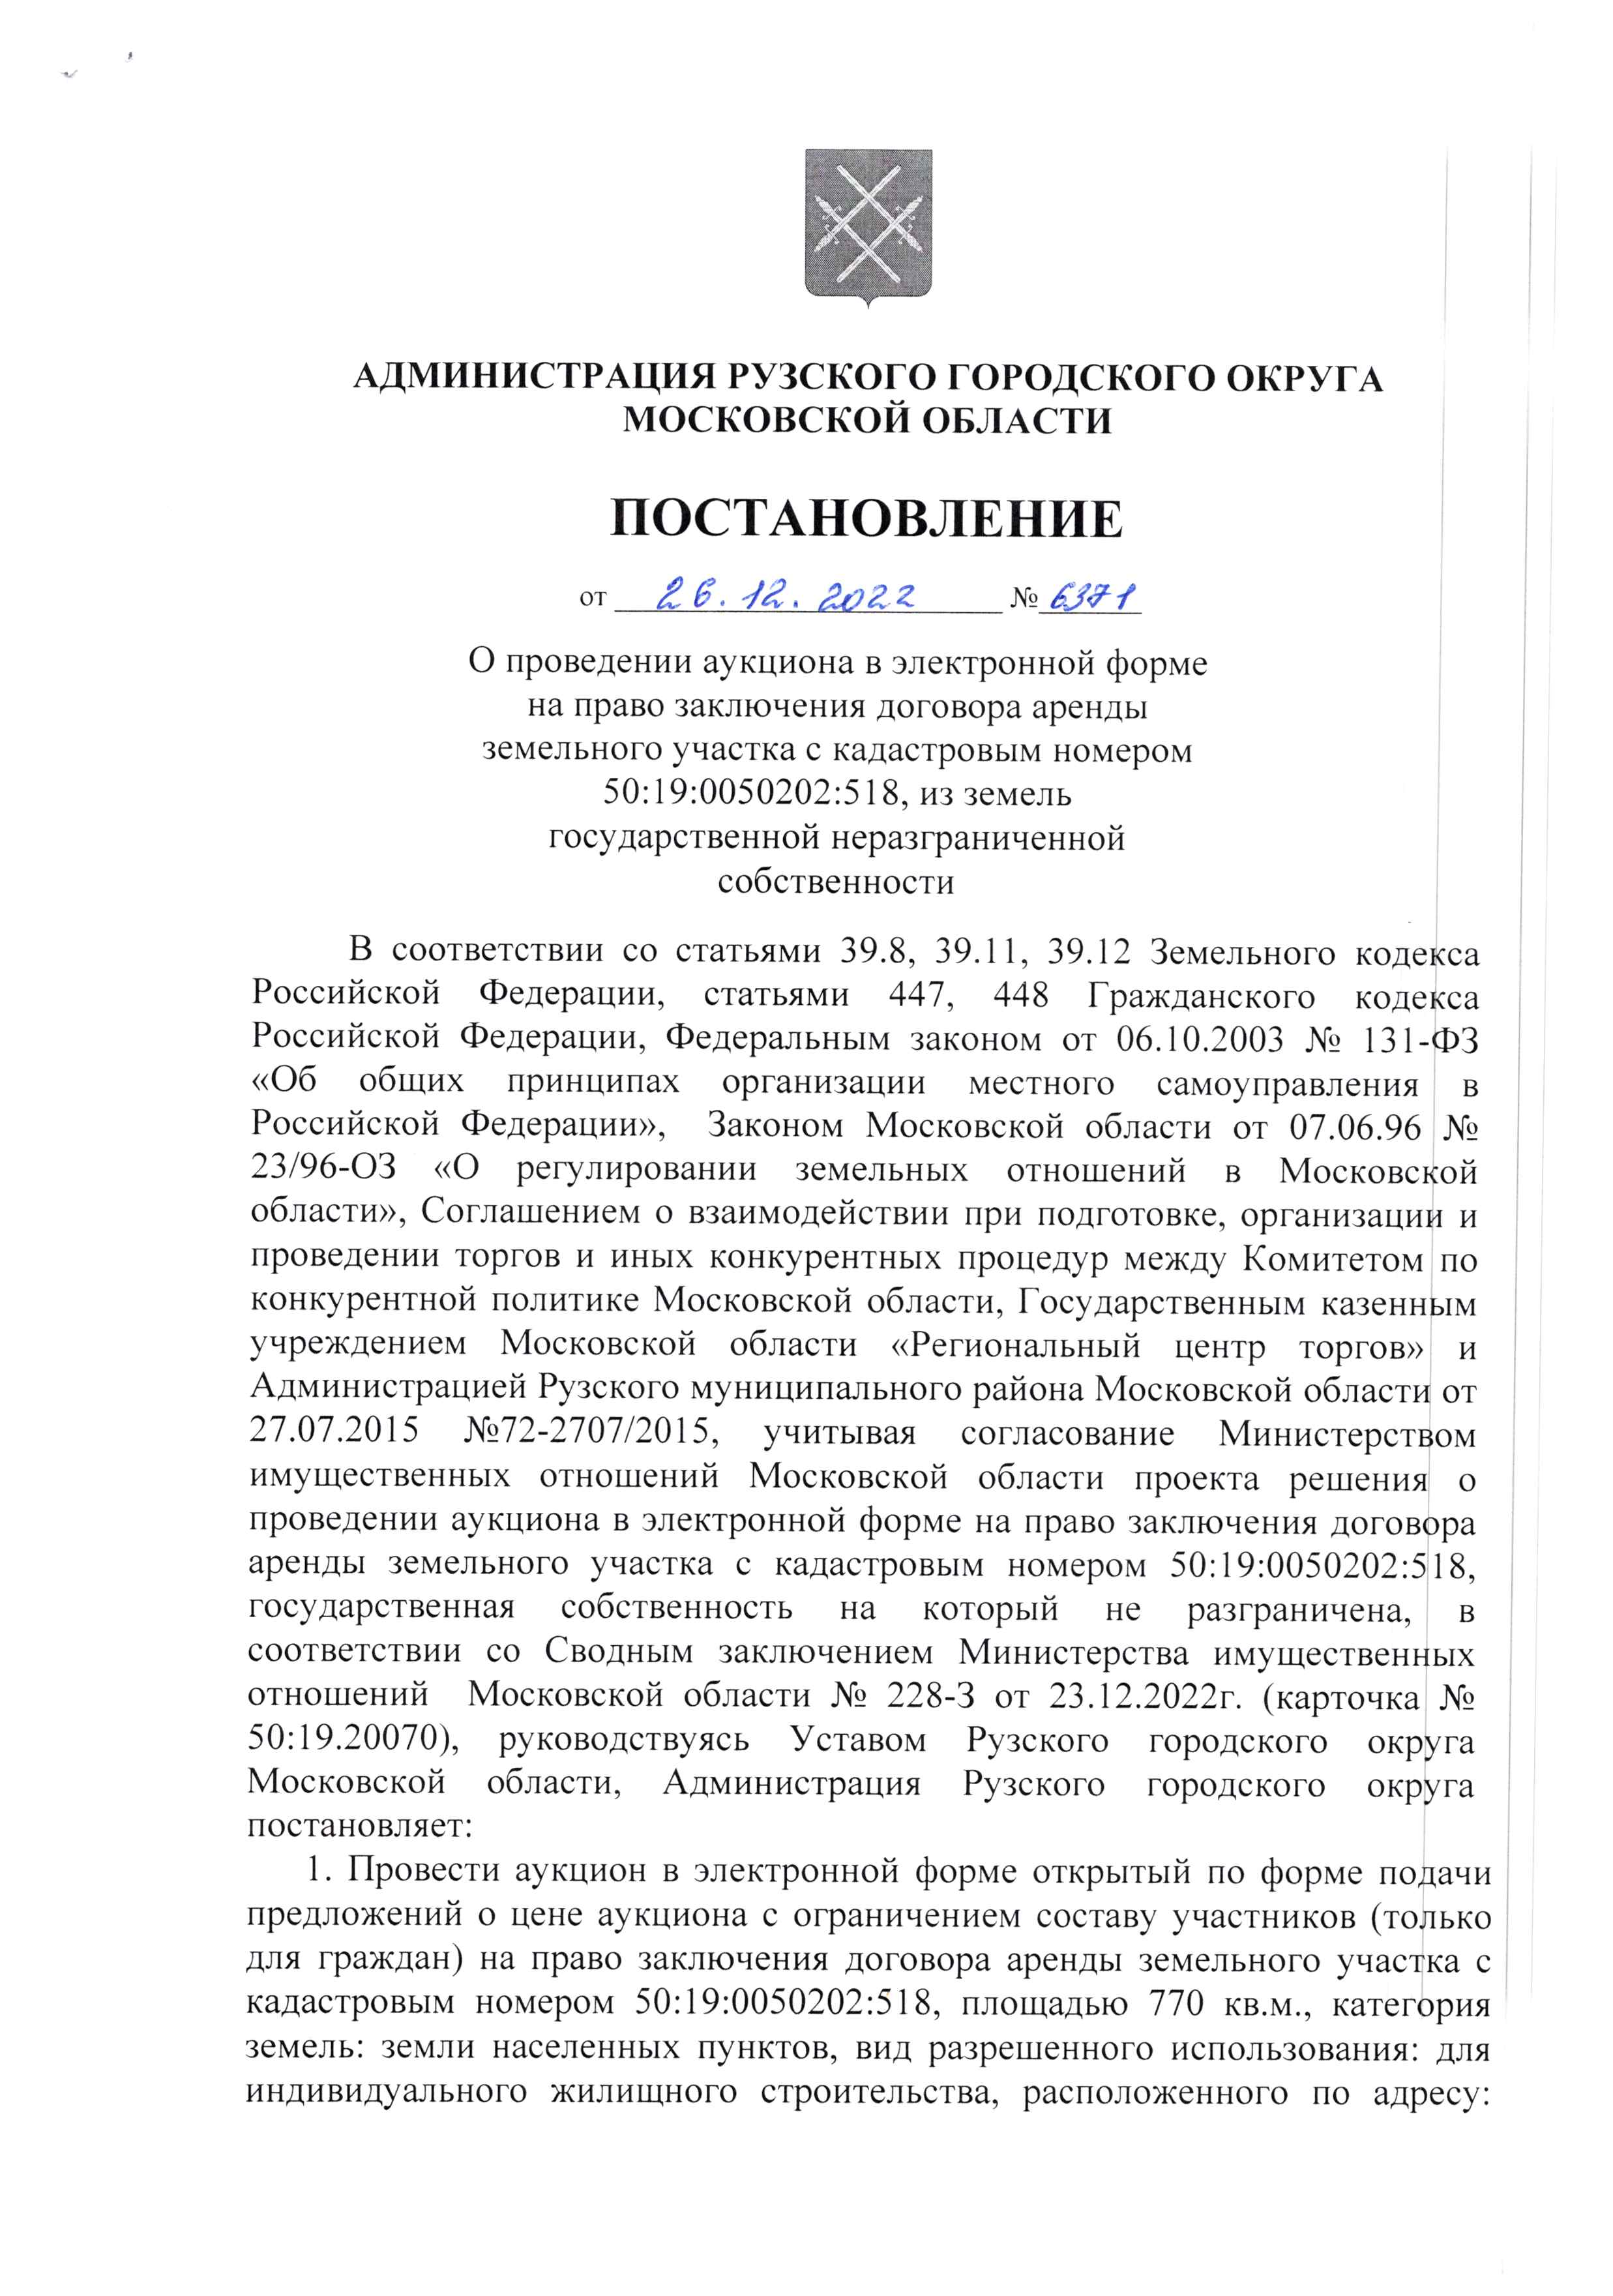 АДМИНИСТРАЦИЯ РУЗСКОГО ГОРОДСКОГО ОКРУГА
МОСКОВСКОЙ ОБЛАСТИ
ПОСТАНОВЛЕНИЕ
от 26.12.2022 № 6371
О проведении аукциона в электронной форме
на право заключения договора аренды
земельного участка с кадастровым номером
50:19:0050202:518, из земель
государственной неразграниченной
собственности
В соответствии со статьями 39.8, 39.11, 39.12 Земельного кодекса
Российской Федерации, статьями 447, 448 Гражданского кодекса
Российской Федерации, Федеральным законом от 06.10.2003 № 131-ФЗ
«Об общих принципах организации местного самоуправления в
Российской Федерации», Законом Московской области от 07.06.96 №
23/96-ОЗ «О регулировании земельных отношений в Московской
области», Соглашением о взаимодействии при подготовке, организации и
проведении торгов и иных конкурентных процедур между Комитетом по
конкурентной политике Московской области, Государственным казенным
учреждением Московской области «Региональный центр торгов» и
Администрацией Рузского муниципального района Московской области от
27.07.2015 №72-2707/2015, учитывая согласование Министерством
имущественных отношений Московской области проекта решения о
проведении аукциона в электронной форме на право заключения договора
аренды земельного участка с кадастровым номером 50:19:0050202:518,
государственная собственность на который не разграничена, в
соответствии со Сводным заключением Министерства имущественных
отношений Московской области № 228-З от 23.12.2022г. (карточка №
50:19.20070), руководствуясь Уставом Рузского городского округа
Московской области, Администрация Рузского городского округа
постановляет:
1. Провести аукцион в электронной форме открытый по форме подачи
предложений о цене аукциона с ограничением составу участников (только
для граждан) на право заключения договора аренды земельного участка с
кадастровым номером 50:19:0050202:518, площадью 770 кв.м., категория
земель: земли населенных пунктов, вид разрешенного использования: для
индивидуального жилищного строительства, расположенного по адресу: